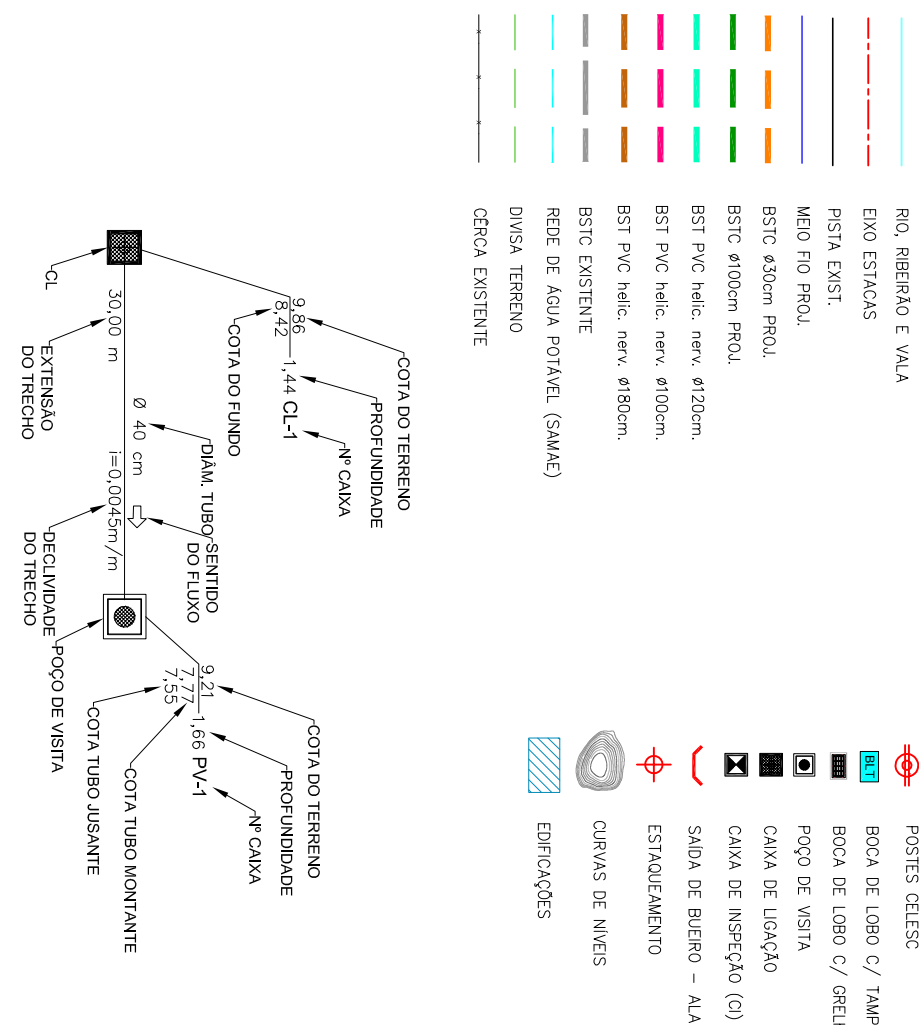 RIO, RIBEIRÃO E VALA
EIXO ESTACAS
PISTA EXIST.
MEIO FIO PROJ.
BSTC Ø30cm PROJ.
BSTC Ø100cm PROJ.
BST PVC helic. nerv. Ø120cm.
BST PVC helic. nerv. Ø100cm.
BST PVC helic. nerv. Ø180cm.
BSTC EXISTENTE
REDE DE ÁGUA POTÁVEL (SAMAE)
DIVISA TERRENO
CÊRCA EXISTENTE
POSTES CELESC
BLT
BOCA DE LOBO C/ TAMP
BOCA DE LOBO C/ GREL
POÇO DE VISITA
CAIXA DE LIGAÇÃO
CAIXA DE INSPEÇÃO (CI)
SAÍDA DE BUEIRO - ALA
ESTAQUEAMENTO
CURVAS DE NÍVEIS
EDIFICAÇÕES
COTA DO TERRENO
PROFUNDIDADE
Nº CAIXA
9,86
8,42
1,44 CL-1
COTA DO FUNDO
CL
30,00 m
EXTENSÃO
DO TRECHO
Ø 40 cm
DIÂM. TUBO
SENTIDO
DO FLUXO
i=0,0045m/m
DECLIVIDADE
DO TRECHO
POÇO DE VISITA
COTA DO TERRENO
PROFUNDIDADE
Nº CAIXA
9,21
7,77
7,55
1,66 PV-1
COTA TUBO MONTANTE
COTA TUBO JUSANTE